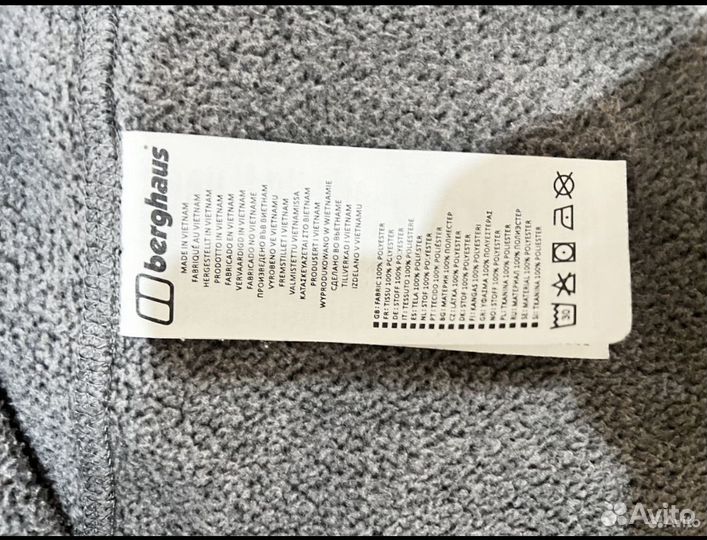 berghaus
MADE IN VIETNAM
FABRIQUÉ AU VIETNAM
HERGESTELLT IN VIETNAM
PRODOTTO IN VIETNAM
FABRICADO EN VIETNAM
VERVAARDIGD IN VIETNAM
FABRICADO NO VIETNAME
ПРОИЗВЕДЕНО ВЪВ ВИЕТНАМ
VYROBENO VE VIETNAMU
FREMSTILLET I VIETNAM
VALMISTETTU VIETNAMISSA
ΚΑΤΑΣΚΕΥΑΖΕΤΑΙ ΣΤΟ ΒΙΕΤΝΑΜ
PRODUSERT I VIETNAM
WYPRODUKOWANO W WIETNAMIE
СДЕЛАНО ВО ВЬЕТНАМЕ
TILLVERKAD I VIETNAM
IZDELANO V VIETNAMU
GB: FABRIC 100% POLYESTER
FR: TISSU 100% POLYESTER
DE: STOFF 100% POLYESTER
IT: TESSUTO 100% POLIESTERE
ES: TELA 100% POLIÉSTER
NL: STOF 100% POLYESTER
PT: TECIDO 100% POLIÉSTER
BG: МАТЕРИЯ 100% ПОЛИЕСТЕР
CZ: LÁTKA 100% POLYESTER
DK: STOF 100% POLYESTER
FI: KANGAS 100% POLYESTERI
GR: ΥΦΑΣΜΑ 100% ΠΟΛΥΕΣΤΕΡΑΣ
NO: STOFF 100% POLYESTER
PL: TKANINA 100% POLIESTER
RU: МАТЕРИАЛ 100% ПОЛИЭСТЕР
SE: MATERIAL 100% POLYESTER
SI: TKANINA 100% POLIESTER
30
Avito
Avito